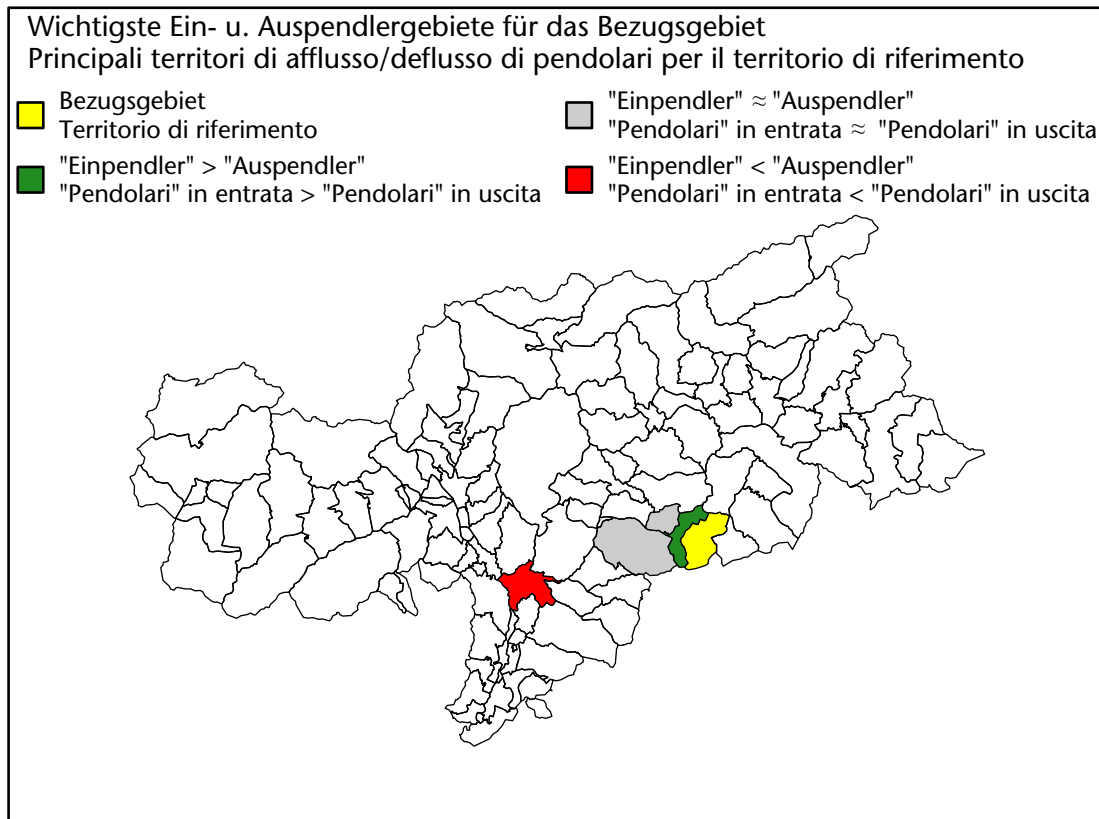 Wichtigste Ein- u. Auspendlergebiete für das Bezugsgebiet
Principali territori di afflusso/deflusso di pendolari per il territorio di riferimento
Bezugsgebiet
Territorio di riferimento
"Einpendler" > "Auspendler"
"Pendolari" in entrata > "Pendolari" in uscita
"Einpendler" ≈ "Auspendler"
"Pendolari" in entrata ≈ "Pendolari" in uscita
"Einpendler" < "Auspendler"
"Pendolari" in entrata < "Pendolari" in uscita